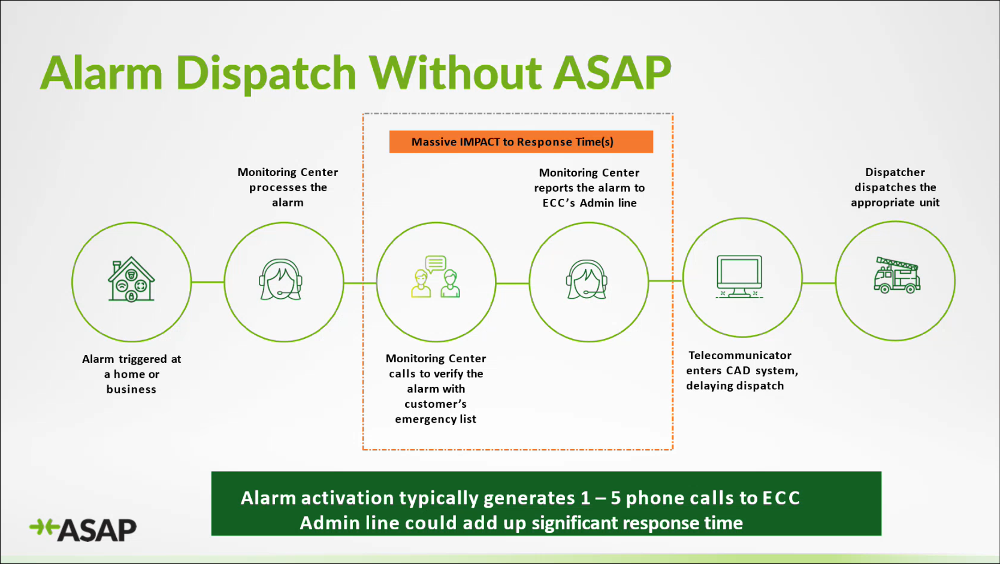 Alarm Dispatch Without ASAP
Massive IMPACT to Response Time(s)
Monitoring Center
processes the
alarm
Monitoring Center
reports the alarm to
ECC’s Admin line
Dispatcher
dispatches the
appropriate unit
Alarm triggered at
a home or
business
Monitoring Center
calls to verify the
alarm with
customer’s
emergency list
Telecommunicator
enters CAD system,
delaying dispatch
Alarm activation typically generates 1 – 5 phone calls to ECC
Admin line could add up significant response time
ASAP